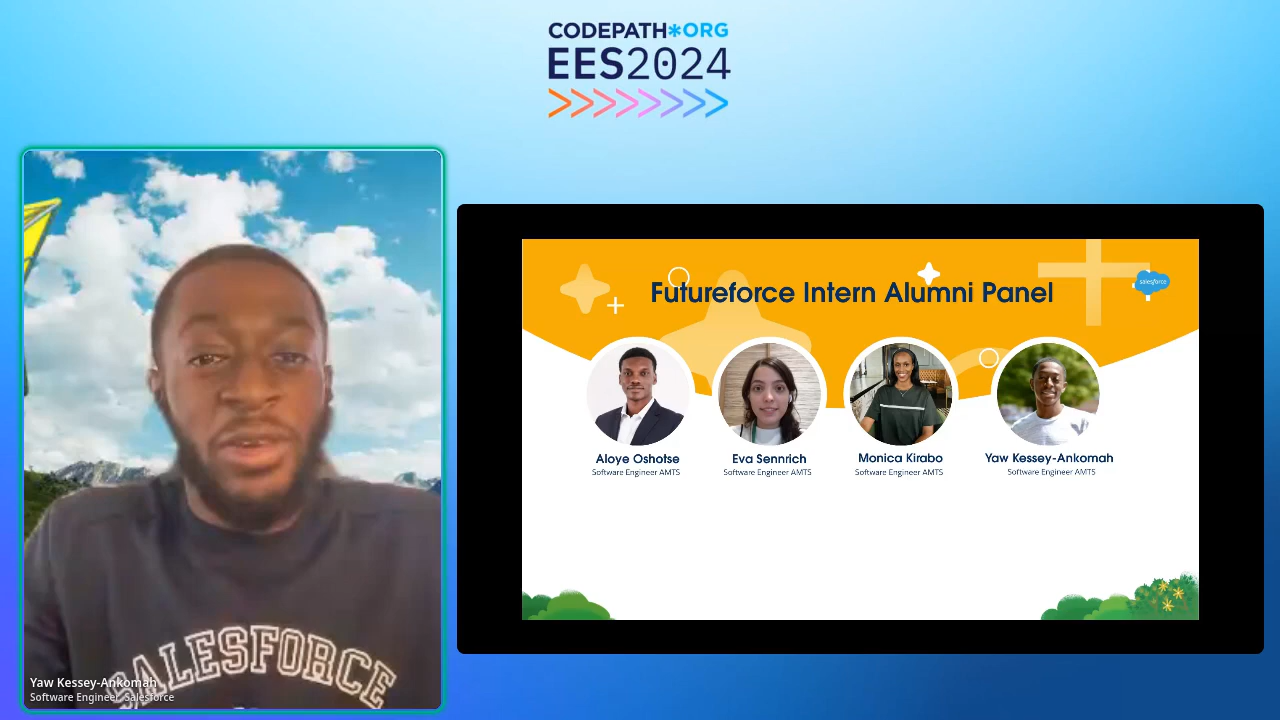 CODEPATH*ORG
EES2024
Futureforce Intern Alumni Panel
salesforce
Aloye Oshotse
Software Engineer AMTS
Eva Sennrich
Software Engineer AMTS
Monica Kirabo
Software Engineer AMTS
Yaw Kessey-Ankomah
Software Engineer AMTS
SALESFORCE
Yaw Kessey-Ankomah
Software Engineer, Salesforce